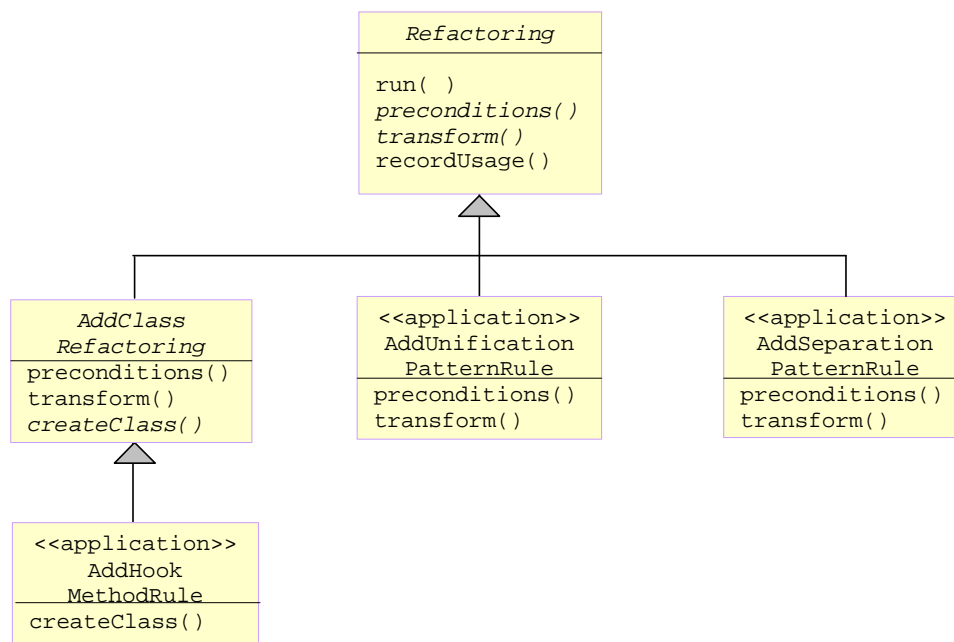 Refactoring
run( )
preconditions()
transform()
recordUsage()
AddClass
Refactoring
preconditions()
transform()
createClass()
<<application>>
AddUnification
PatternRule
preconditions()
transform()
<<application>>
AddSeparation
PatternRule
preconditions()
transform()
<<application>>
AddHook
MethodRule
createClass()